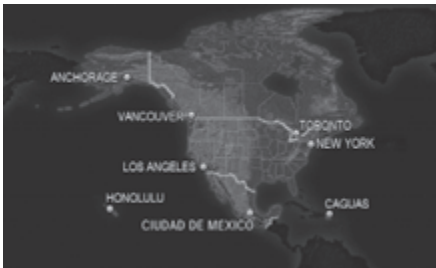 ANCHORAGE
VANCOUVER
TORONTO
NEW YORK
LOS ANGELES
HONOLULU
CAGUAS
CIUDAD DE MEXICO